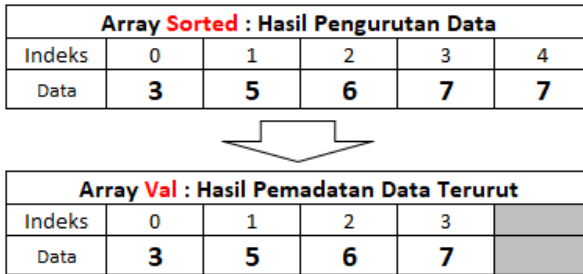 Array Sorted : Hasil Pengurutan Data
Indeks 0 1 2 3 4
Data 3 5 6 7 7
Array Val : Hasil Pemadatan Data Terurut
Indeks 0 1 2 3
Data 3 5 6 7